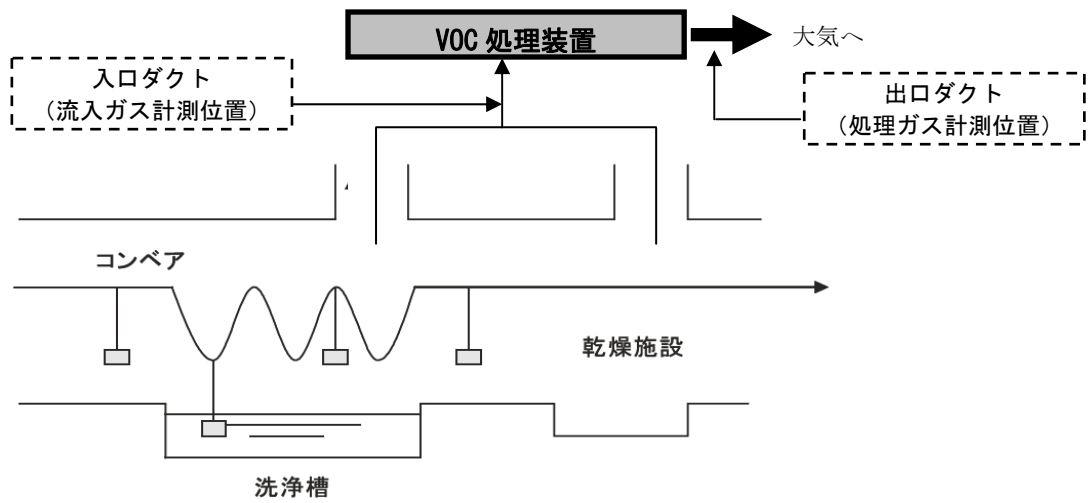 VOC 処理装置
大気へ
入口ダクト
（流入ガス計測位置）
出口ダクト
（処理ガス計測位置）
コンベア
乾燥施設
洗浄槽